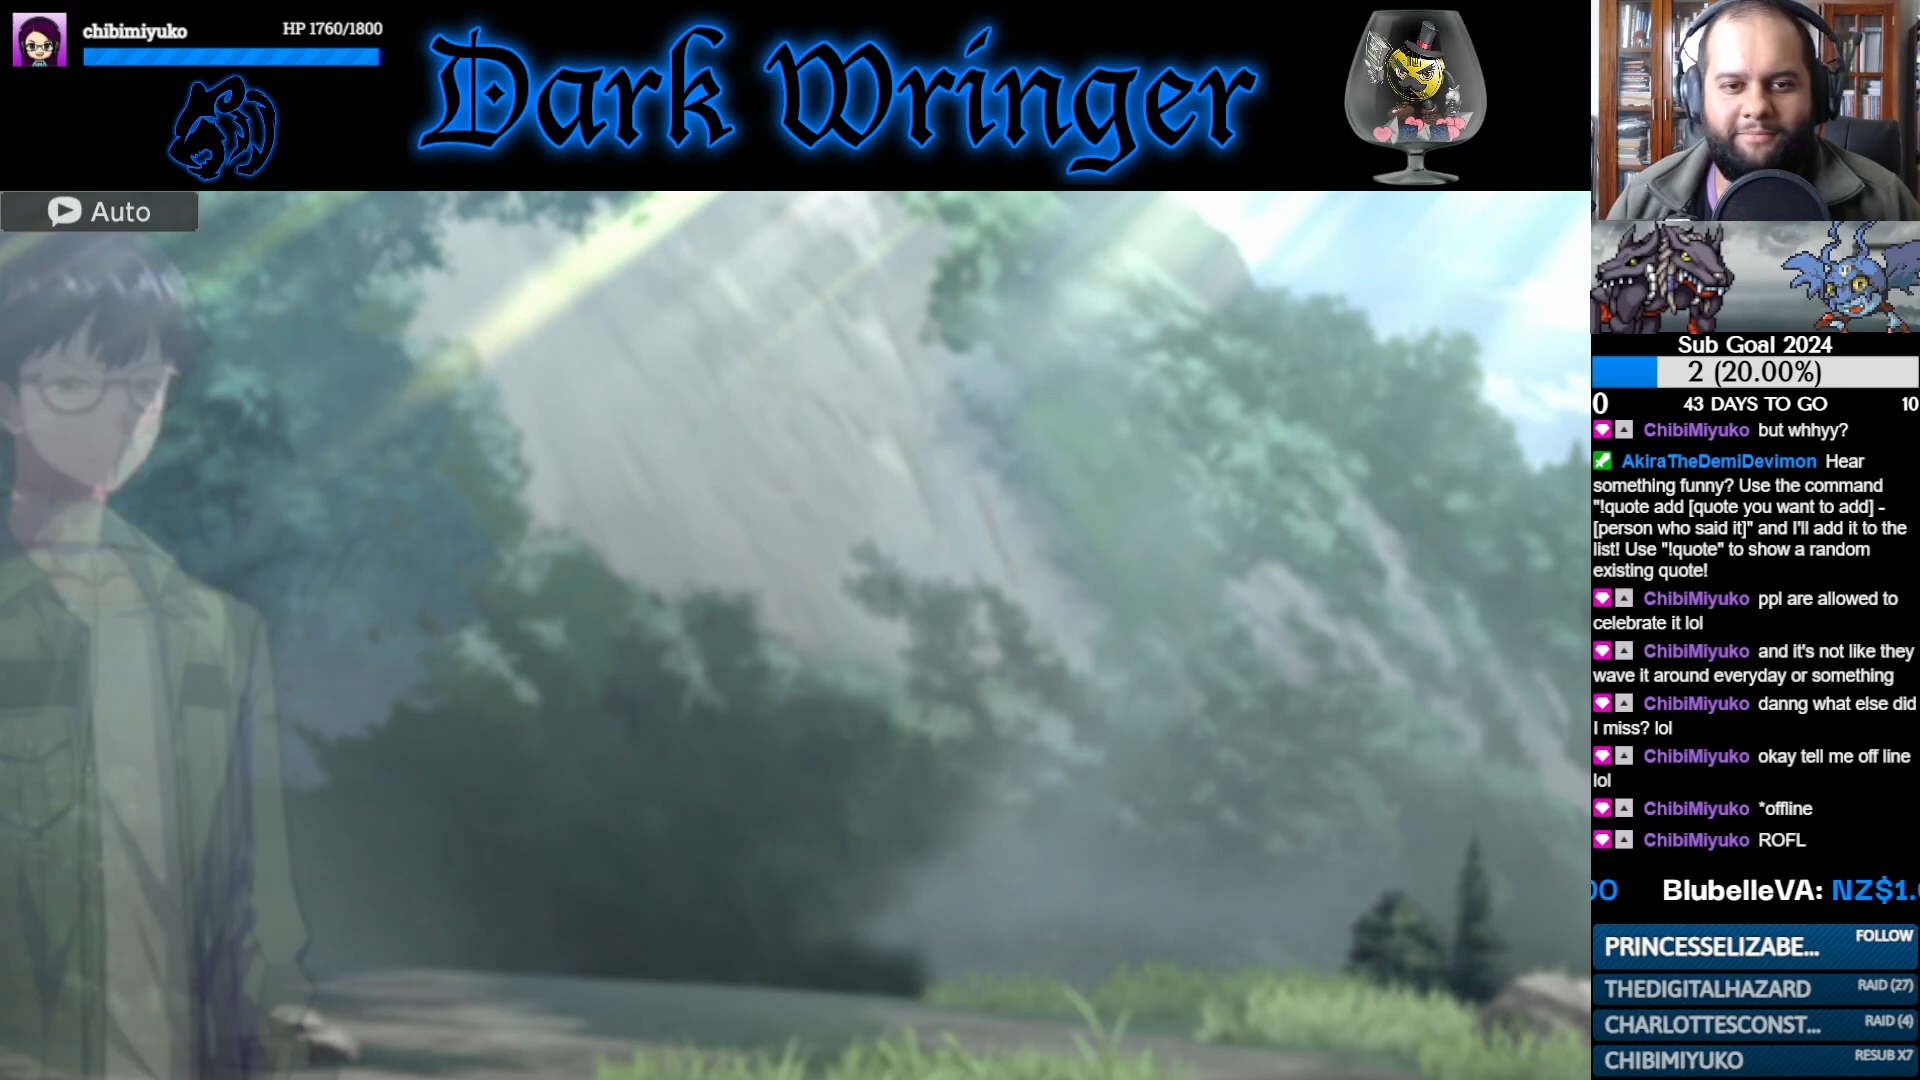 chibimiyuko
HP 1760/1800
Dark Wringer
Auto
Sub Goal 2024
2 (20.00%)
0
43 DAYS TO GO
10
ChibiMiyuko but whhyy?
AkiraTheDemiDevimon Hear
something funny? Use the command
"!quote add [quote you want to add] -
[person who said it]" and I'll add it to the
list! Use "!quote" to show a random
existing quote!
ChibiMiyuko ppl are allowed to
celebrate it lol
ChibiMiyuko and it's not like they
wave it around everyday or something
ChibiMiyuko danng what else did
I miss? lol
ChibiMiyuko okay tell me off line
lol
ChibiMiyuko *offline
ChibiMiyuko ROFL
BlubelleVA: NZ$1.
PRINCESSELIZABE...
FOLLOW
THEDIGITALHAZARD
RAID (27)
CHARLOTTESCONST...
RAID (4)
CHIBIMIYUKO
RESUB X7